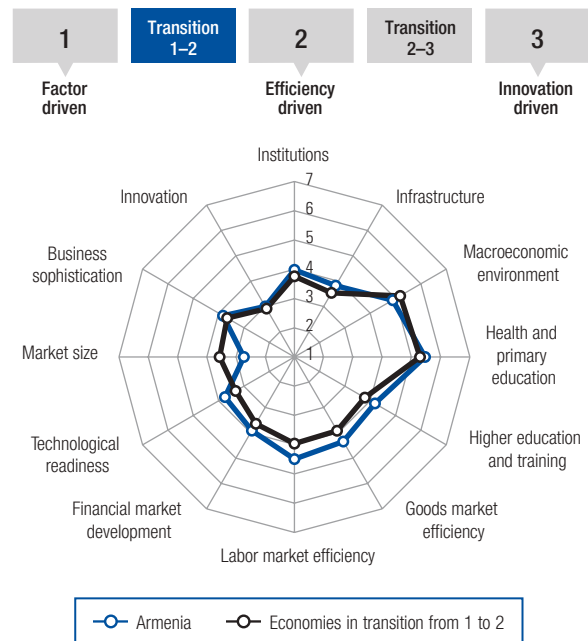 1
Transition
1–2
2
Transition
2–3
3
Factor
driven
Efficiency
driven
Innovation
driven
Institutions
Infrastructure
Macroeconomic
environment
Health and
primary
education
Higher education
and training
Goods market
efficiency
Labor market efficiency
Financial market
development
Technological
readiness
Market size
Business
sophistication
Innovation
7
6
5
4
3
2
1
Armenia
Economies in transition from 1 to 2